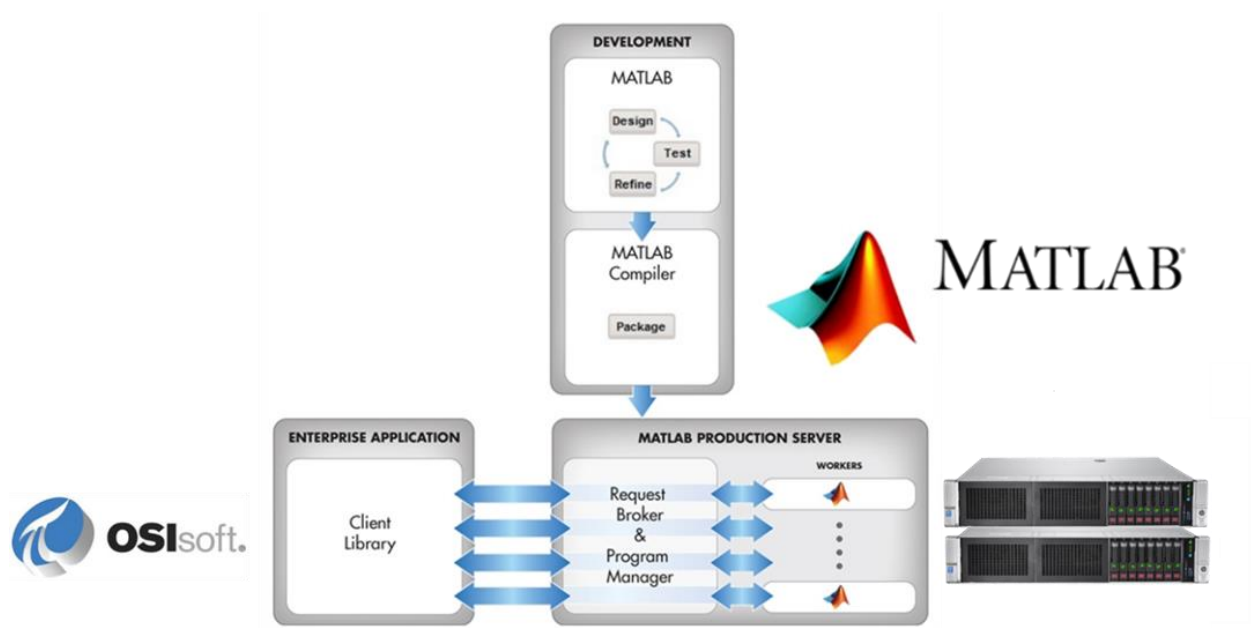 DEVELOPMENT
MATLAB
Design
Test
Refine
MATLAB
Compiler
Package
MATLAB®
ENTERPRISE APPLICATION
Client
Library
MATLAB PRODUCTION SERVER
WORKERS
Request
Broker
&
Program
Manager
OSIsoft.